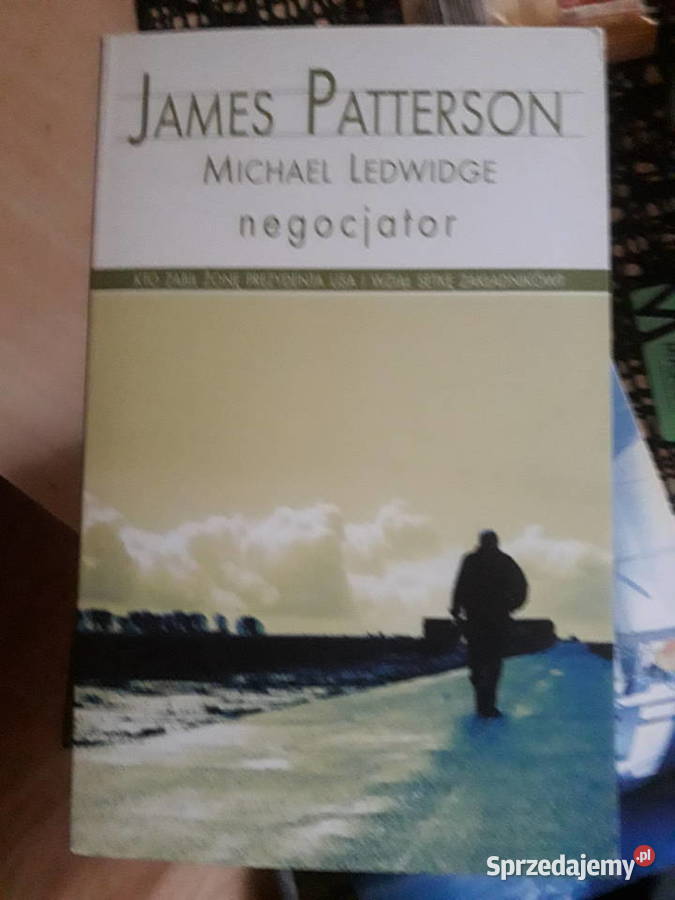 JAMES PATTERSON
MICHAEL LEDWIDGE
negocjator
KTO ZABIŁ ŻONĘ PREZYDENTA USA I WZIĄŁ SETKĘ ZAKŁADNIKÓW?
Sprzedajemy.pl